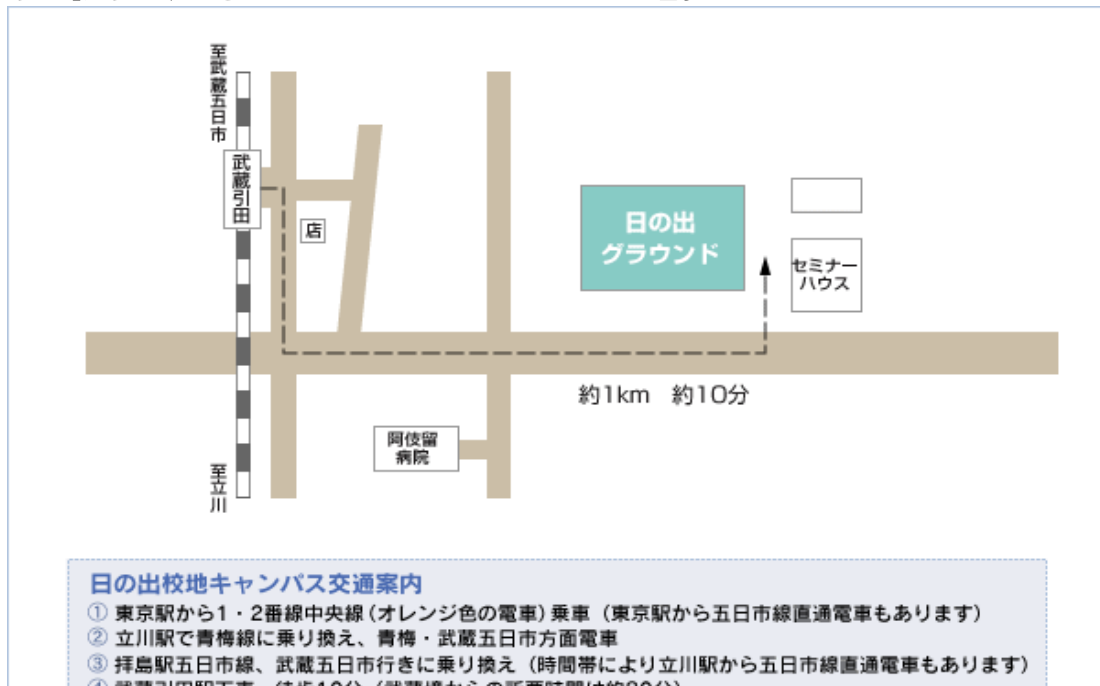 至武蔵五日市
武蔵引田
店
日の出
グラウンド
セミナー
ハウス
約1km 約10分
阿伎留
病院
至立川
日の出校地キャンパス交通案内
① 東京駅から1・2番線中央線(オレンジ色の電車)乗車(東京駅から五日市線直通電車もあります)
② 立川駅で青梅線に乗り換え、青梅・武蔵五日市方面電車
③ 拝島駅五日市線、武蔵五日市行きに乗り換え(時間帯により立川駅から五日市線直通電車もあります)